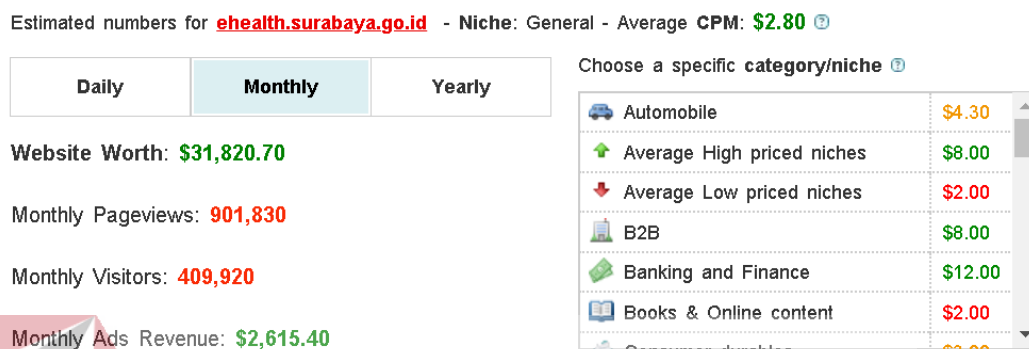 Estimated numbers for ehealth.surabaya.go.id - Niche: General - Average CPM: $2.80
Daily Monthly Yearly
Website Worth: $31,820.70
Monthly Pageviews: 901,830
Monthly Visitors: 409,920
Monthly Ads Revenue: $2,615.40
Choose a specific category/niche
Automobile $4.30
Average High priced niches $8.00
Average Low priced niches $2.00
B2B $8.00
Banking and Finance $12.00
Books & Online content $2.00